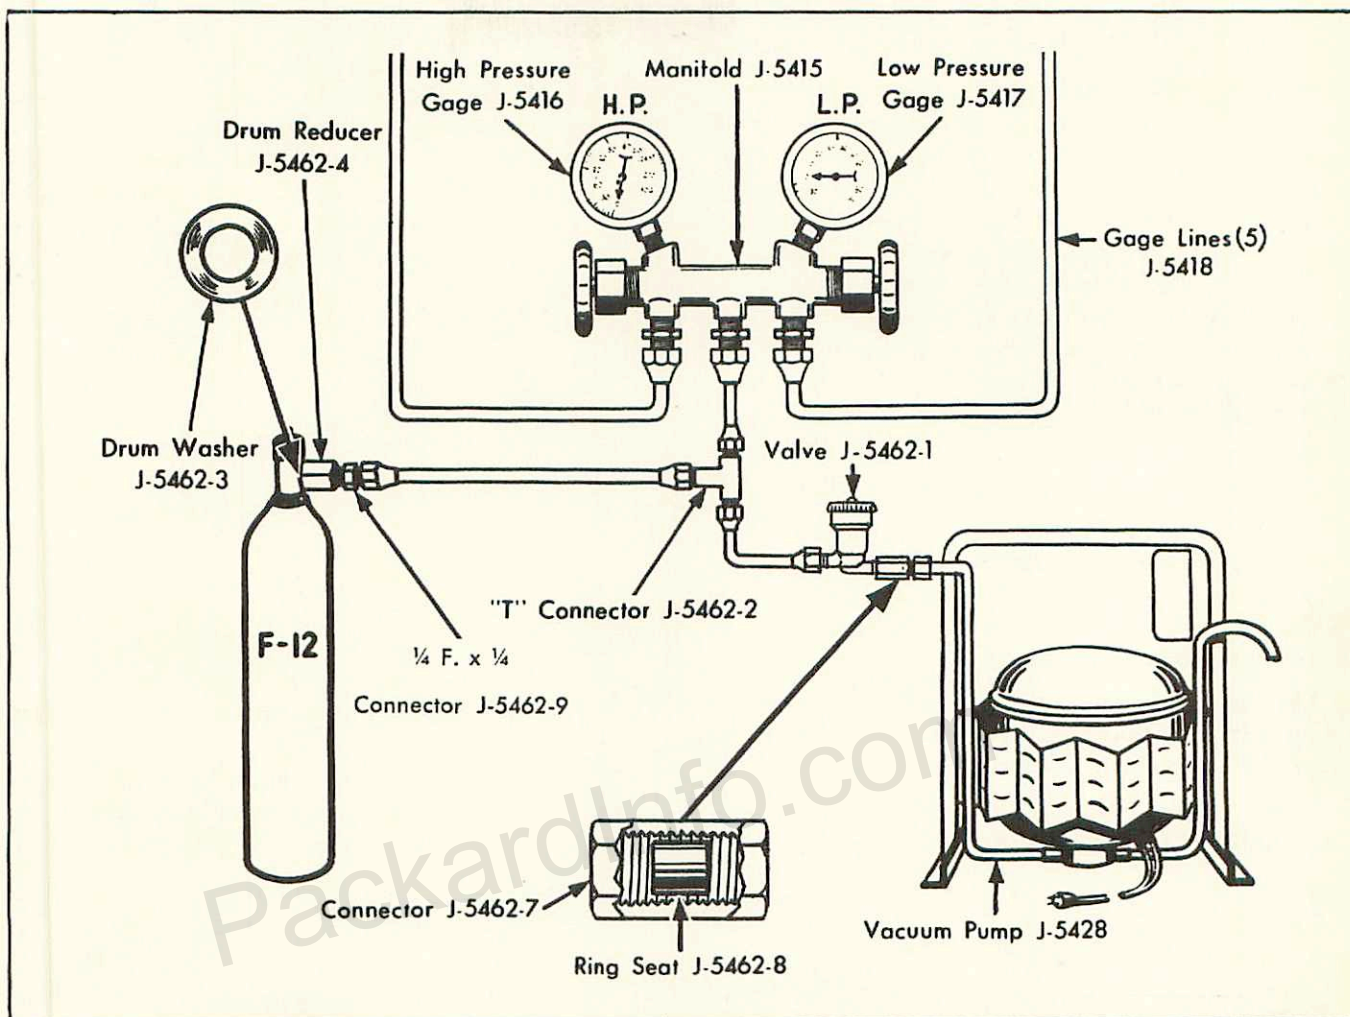 High Pressure
Gage J-5416
H.P.
Manifold J-5415
L.P.
Low Pressure
Gage J-5417
Drum Reducer
J-5462-4
Gage Lines (5)
J-5418
Drum Washer
J-5462-3
Valve J-5462-1
"T" Connector J-5462-2
F-12
¼ F. x ¼
Connector J-5462-9
PackardInfo.com
Connector J-5462-7
Ring Seat J-5462-8
Vacuum Pump J-5428